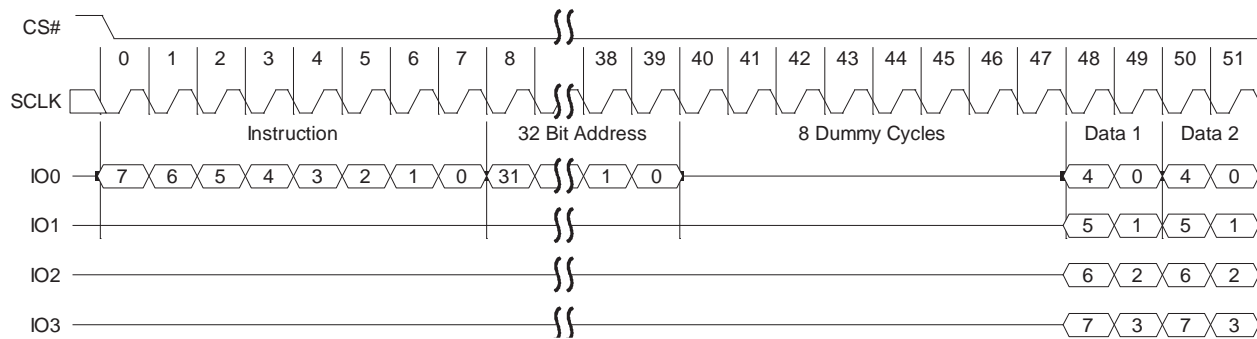 CS#
0 1 2 3 4 5 6 7 8 38 39 40 41 42 43 44 45 46 47 48 49 50 51
SCLK
Instruction 32 Bit Address 8 Dummy Cycles Data 1 Data 2
IO0 7 6 5 4 3 2 1 0 31 1 0 4 0 4 0
IO1 5 1 5 1
IO2 6 2 6 2
IO3 7 3 7 3